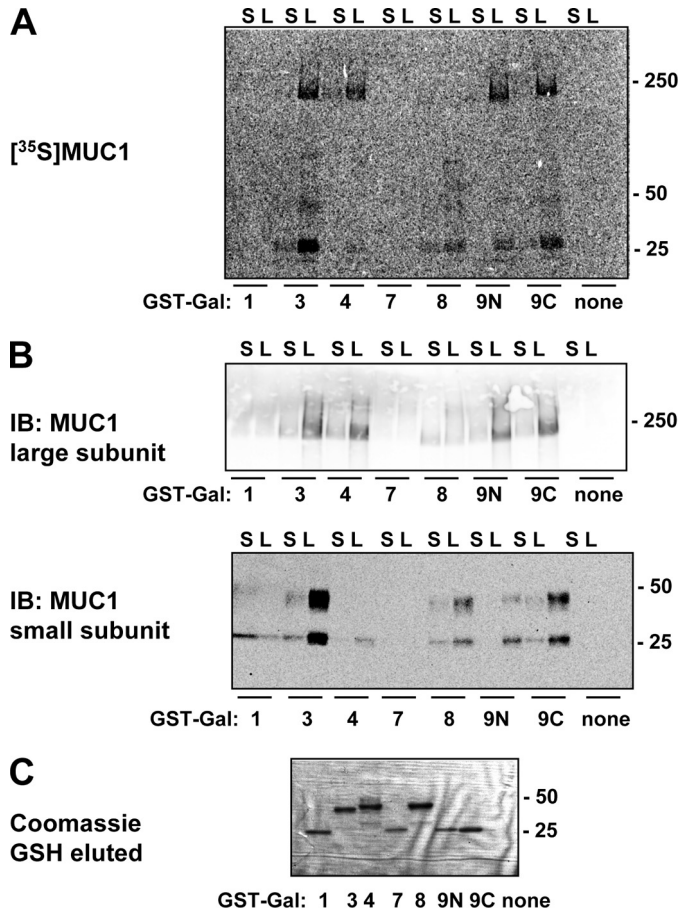 A
S L S L S L S L S L S L S L S L
[³⁵S]MUC1
- 250
- 50
- 25
GST-Gal: 1 3 4 7 8 9N 9C none
B
S L S L S L S L S L S L S L S L
IB: MUC1
large subunit
- 250
GST-Gal: 1 3 4 7 8 9N 9C none
S L S L S L S L S L S L S L S L
IB: MUC1
small subunit
- 50
- 25
GST-Gal: 1 3 4 7 8 9N 9C none
C
Coomassie
GSH eluted
- 50
- 25
GST-Gal: 1 3 4 7 8 9N 9C none